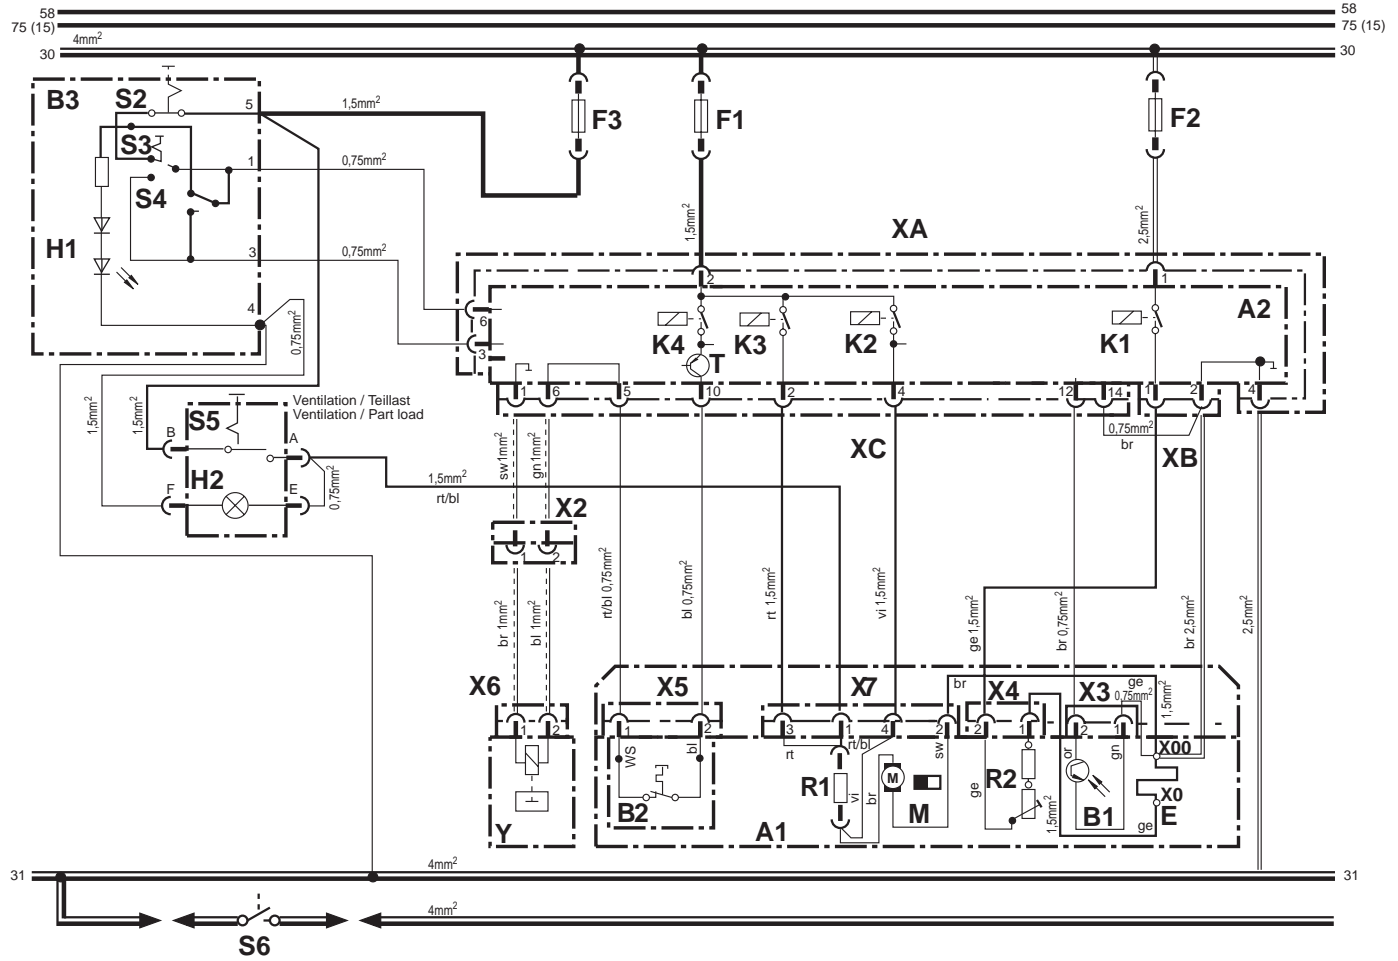 58
58
75 (15)
75 (15)
4mm²
30
30
B3
S2
5
1,5mm²
F3
F1
F2
S3
1
0,75mm²
S4
1,5mm²
2,5mm²
XA
H1
3
0,75mm²
2
1
4
6
A2
0,75mm²
K4
K3
K2
K1
3
T
1
6
5
10
2
4
12
14
1
2
4
Ventilation / Teillast
Ventilation / Part load
1,5mm²
1,5mm²
S5
B
A
0,75mm²
br
XC
XB
sw1mm²
gn1mm²
H2
1,5mm²
rt/bl
0,75mm²
F
E
X2
1
2
br 1mm²
bl 1mm²
rt/bl 0,75mm²
bl 0,75mm²
rt 1,5mm²
vi 1,5mm²
ge 1,5mm²
br 0,75mm²
br 2,5mm²
2,5mm²
X6
X5
X7
br
X4
X3
ge
0,75mm²
1,5mm²
1
2
1
2
3
1
4
2
2
1
2
1
WS
bl
rt
rt/bl
sw
or
gn
X00
M
R1
R2
vi
br
ge
X0
Y
B2
A1
M
1,5mm²
B1
ge
E
31
4mm²
31
4mm²
S6